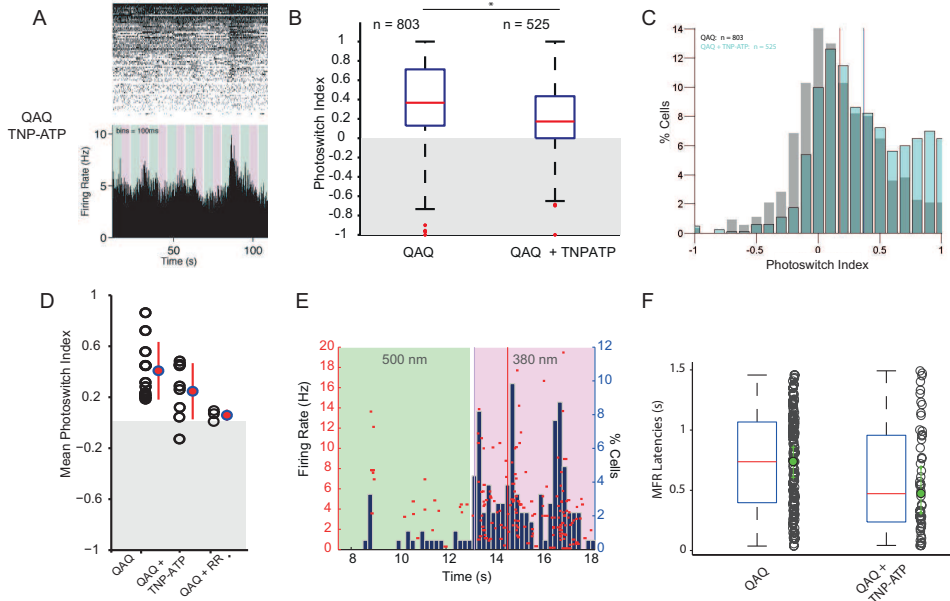 A
QAQ
TNP-ATP
bins = 100ms
10
5
0
Firing Rate (Hz)
50
100
Time (s)
B
*
n = 803
n = 525
1
0.8
0.6
0.4
0.2
0
-0.2
-0.4
-0.6
-0.8
-1
Photoswitch Index
QAQ
QAQ + TNPATP
C
QAQ: n = 803
QAQ + TNP-ATP: n = 525
14
12
10
8
6
4
2
0
% Cells
-1
-0.5
0
0.5
1
Photoswitch Index
D
1
0.6
0.2
−0.2
−0.6
−1
Mean Photoswitch Index
QAQ
QAQ +
TNP-ATP
QAQ + RR
E
500 nm
380 nm
20
18
16
14
12
10
8
6
4
2
0
Firing Rate (Hz)
12
10
8
6
4
2
0
% Cells
8
10
12
14
16
18
Time (s)
F
1.5
1
0.5
0
MFR Latencies (s)
QAQ
QAQ +
TNP-ATP